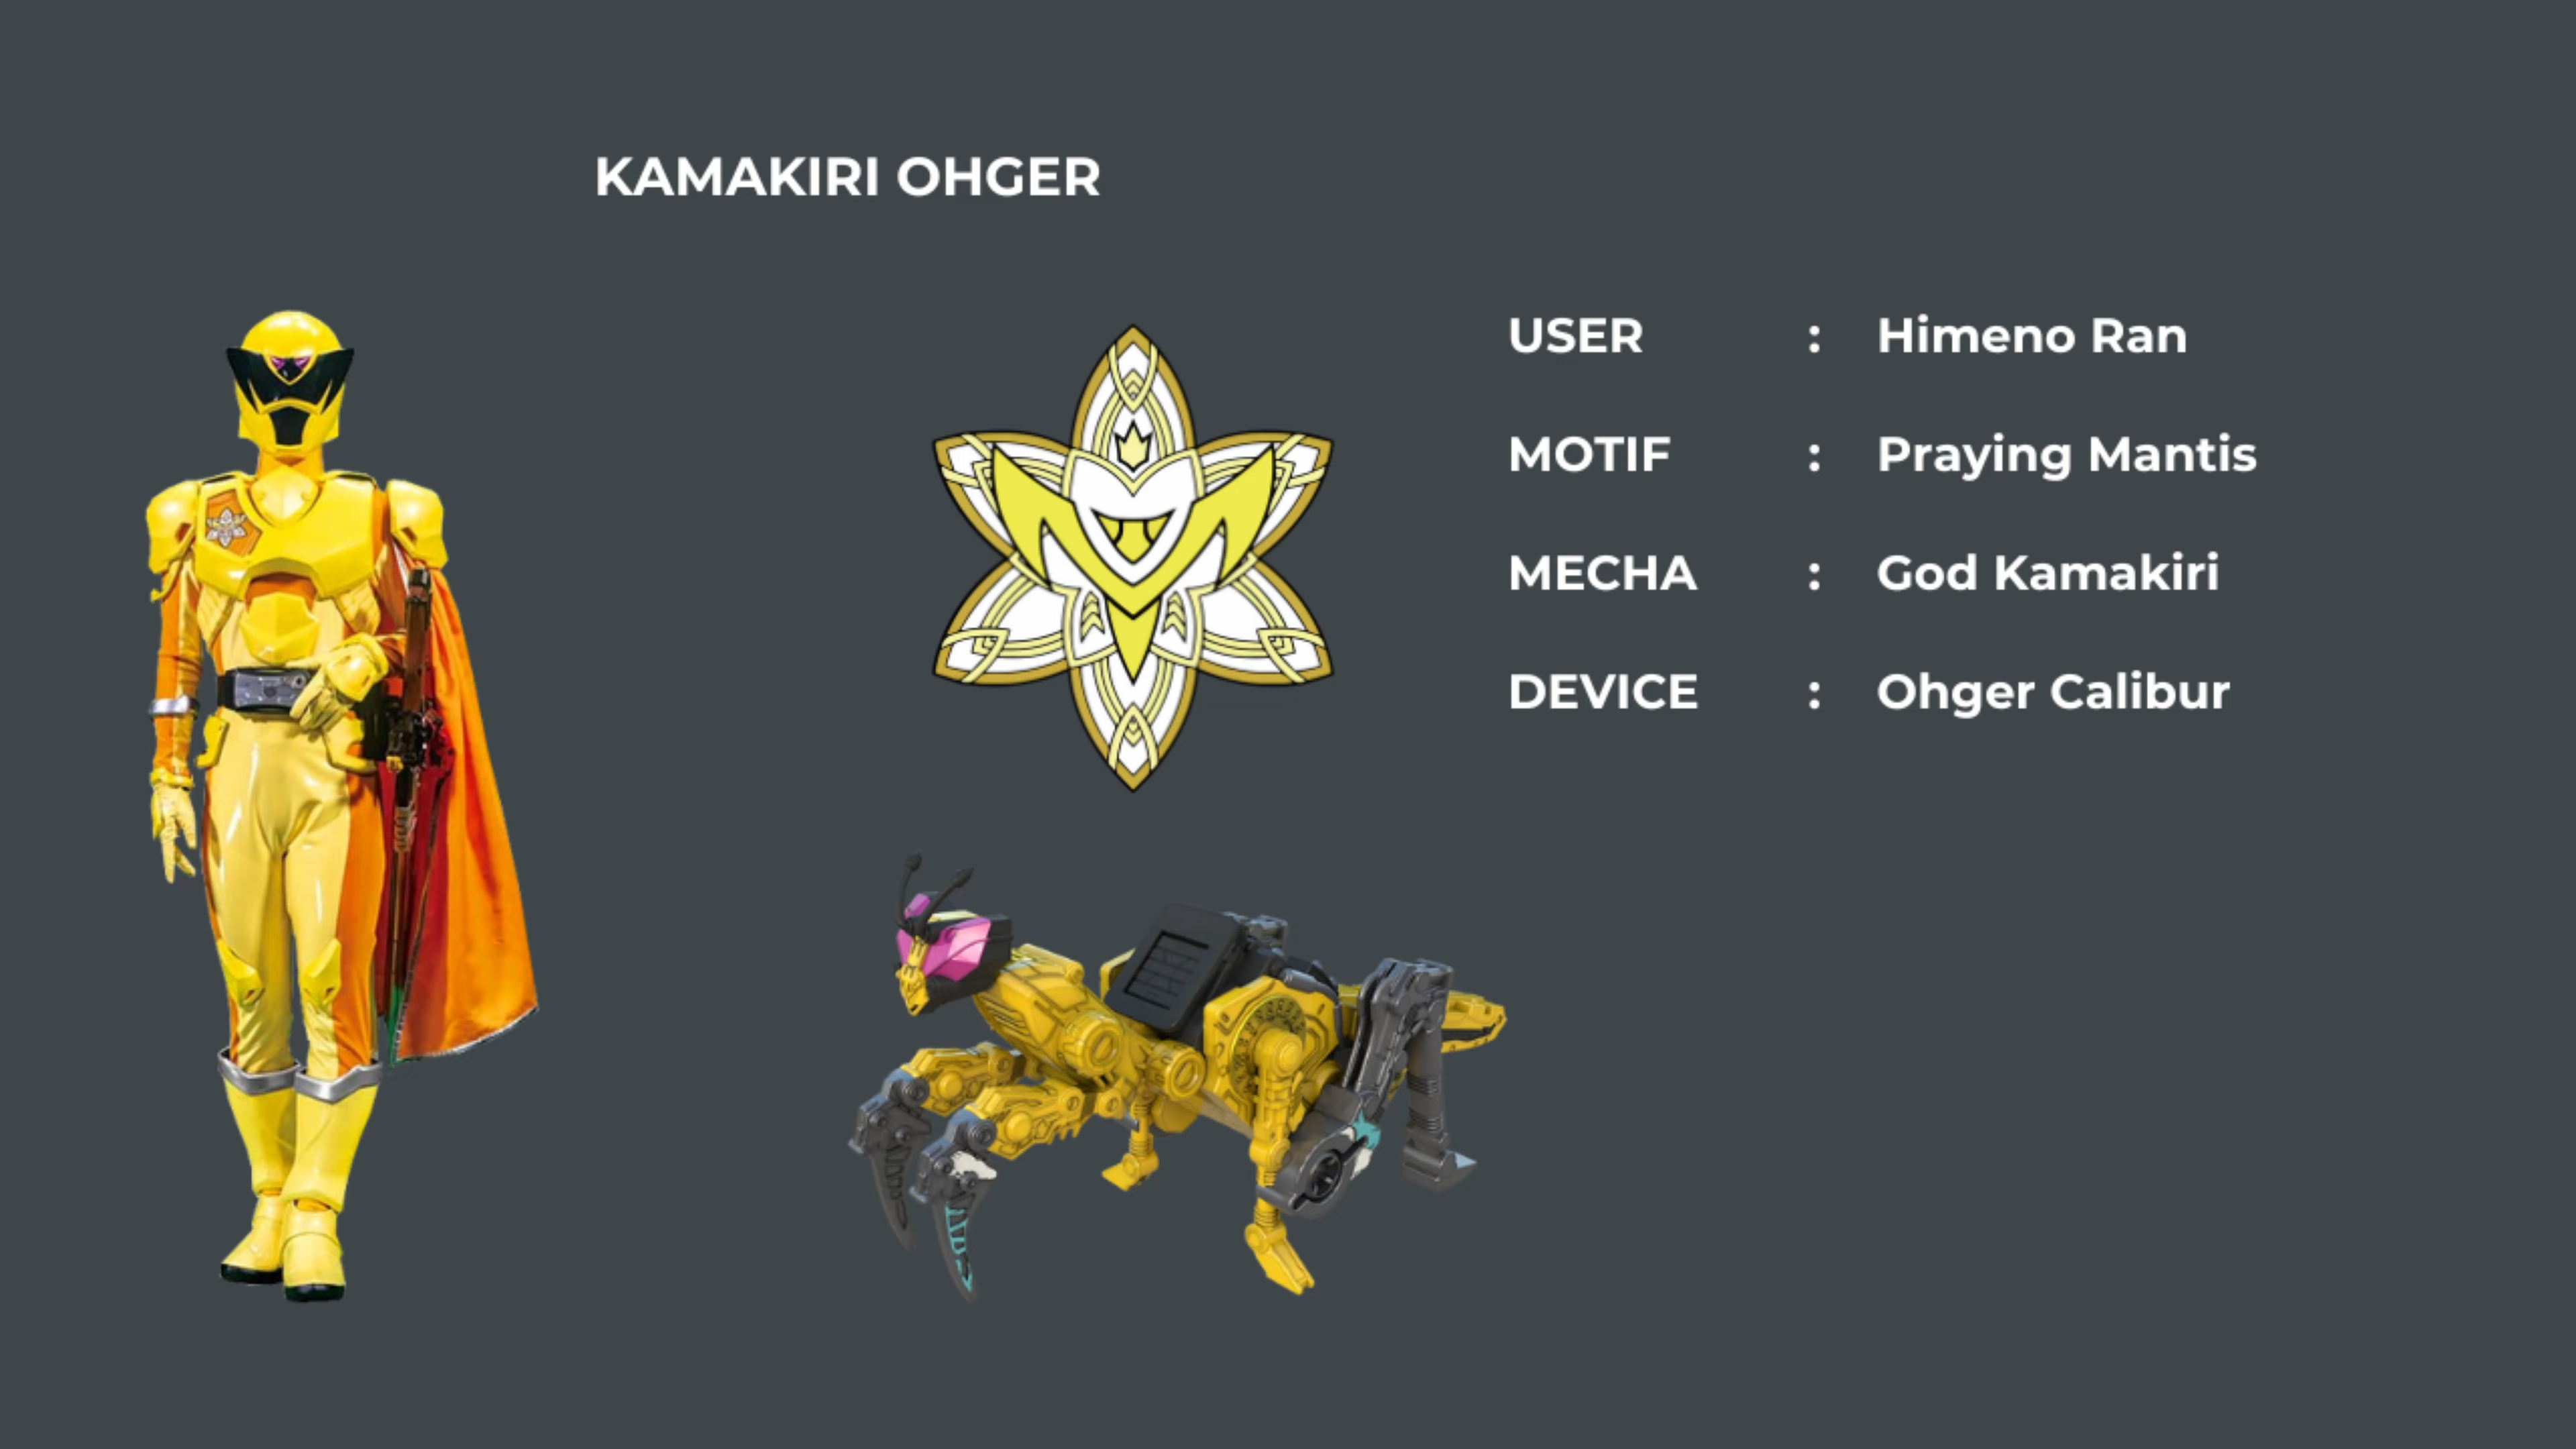 KAMAKIRI OHGER
USER : Himeno Ran
MOTIF : Praying Mantis
MECHA : God Kamakiri
DEVICE : Ohger Calibur